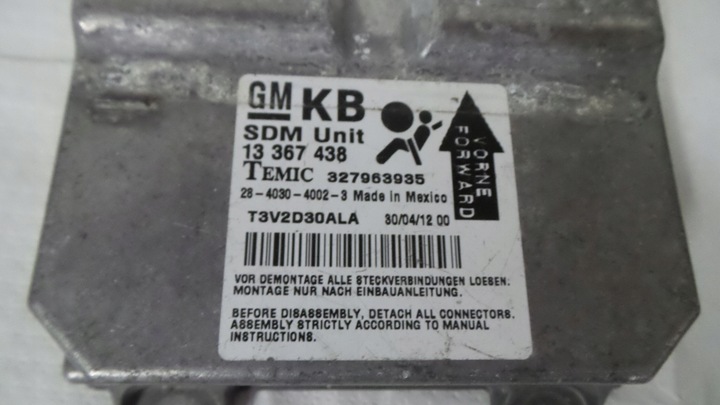 GM KB
SDM Unit
13 367 438
TEMIC 327963935
28-4030-4002-3 Made in Mexico
T3V2D30ALA 30/04/12 00
VORNE
FORWARD
VOR DEMONTAGE ALLE STECKVERBINDUNGEN LOESEN.
MONTAGE NUR NACH EINBAUANLEITUNG.
BEFORE DISASSEMBLY, DETACH ALL CONNECTORS.
ASSEMBLY STRICTLY ACCORDING TO MANUAL
INSTRUCTIONS.